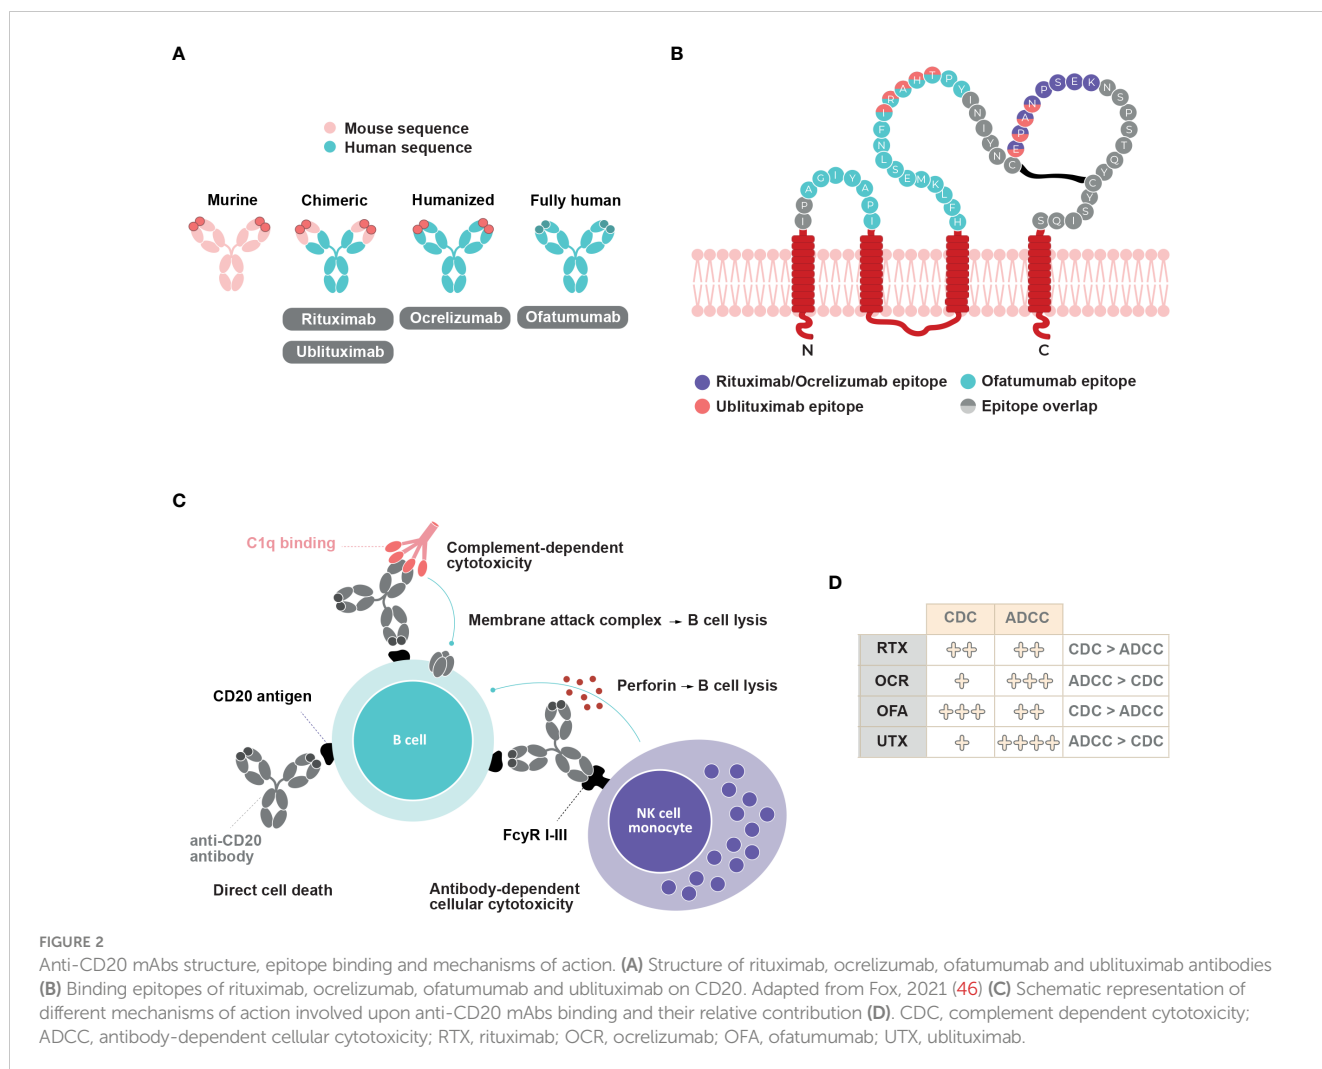 A
Mouse sequence
Human sequence
Murine
Chimeric
Humanized
Fully human
Rituximab
Ocrelizumab
Ofatumumab
Ublituximab
B
I P A G I Y A P I
H F L K M E S L N F I R A H T P Y I N I Y N C E P A N P S E K N S P S T Q Y C Y S I Q S
N
C
Rituximab/Ocrelizumab epitope
Ofatumumab epitope
Ublituximab epitope
Epitope overlap
C
C1q binding
Complement-dependent
cytotoxicity
Membrane attack complex → B cell lysis
Perforin → B cell lysis
CD20 antigen
B cell
NK cell
monocyte
FcyR I-III
anti-CD20
antibody
Direct cell death
Antibody-dependent
cellular cytotoxicity
D
CDC ADCC
RTX ++ ++ CDC > ADCC
OCR + +++ ADCC > CDC
OFA +++ ++ CDC > ADCC
UTX + ++++ ADCC > CDC
FIGURE 2
Anti-CD20 mAbs structure, epitope binding and mechanisms of action. (A) Structure of rituximab, ocrelizumab, ofatumumab and ublituximab antibodies
(B) Binding epitopes of rituximab, ocrelizumab, ofatumumab and ublituximab on CD20. Adapted from Fox, 2021 (46) (C) Schematic representation of
different mechanisms of action involved upon anti-CD20 mAbs binding and their relative contribution (D). CDC, complement dependent cytotoxicity;
ADCC, antibody-dependent cellular cytotoxicity; RTX, rituximab; OCR, ocrelizumab; OFA, ofatumumab; UTX, ublituximab.